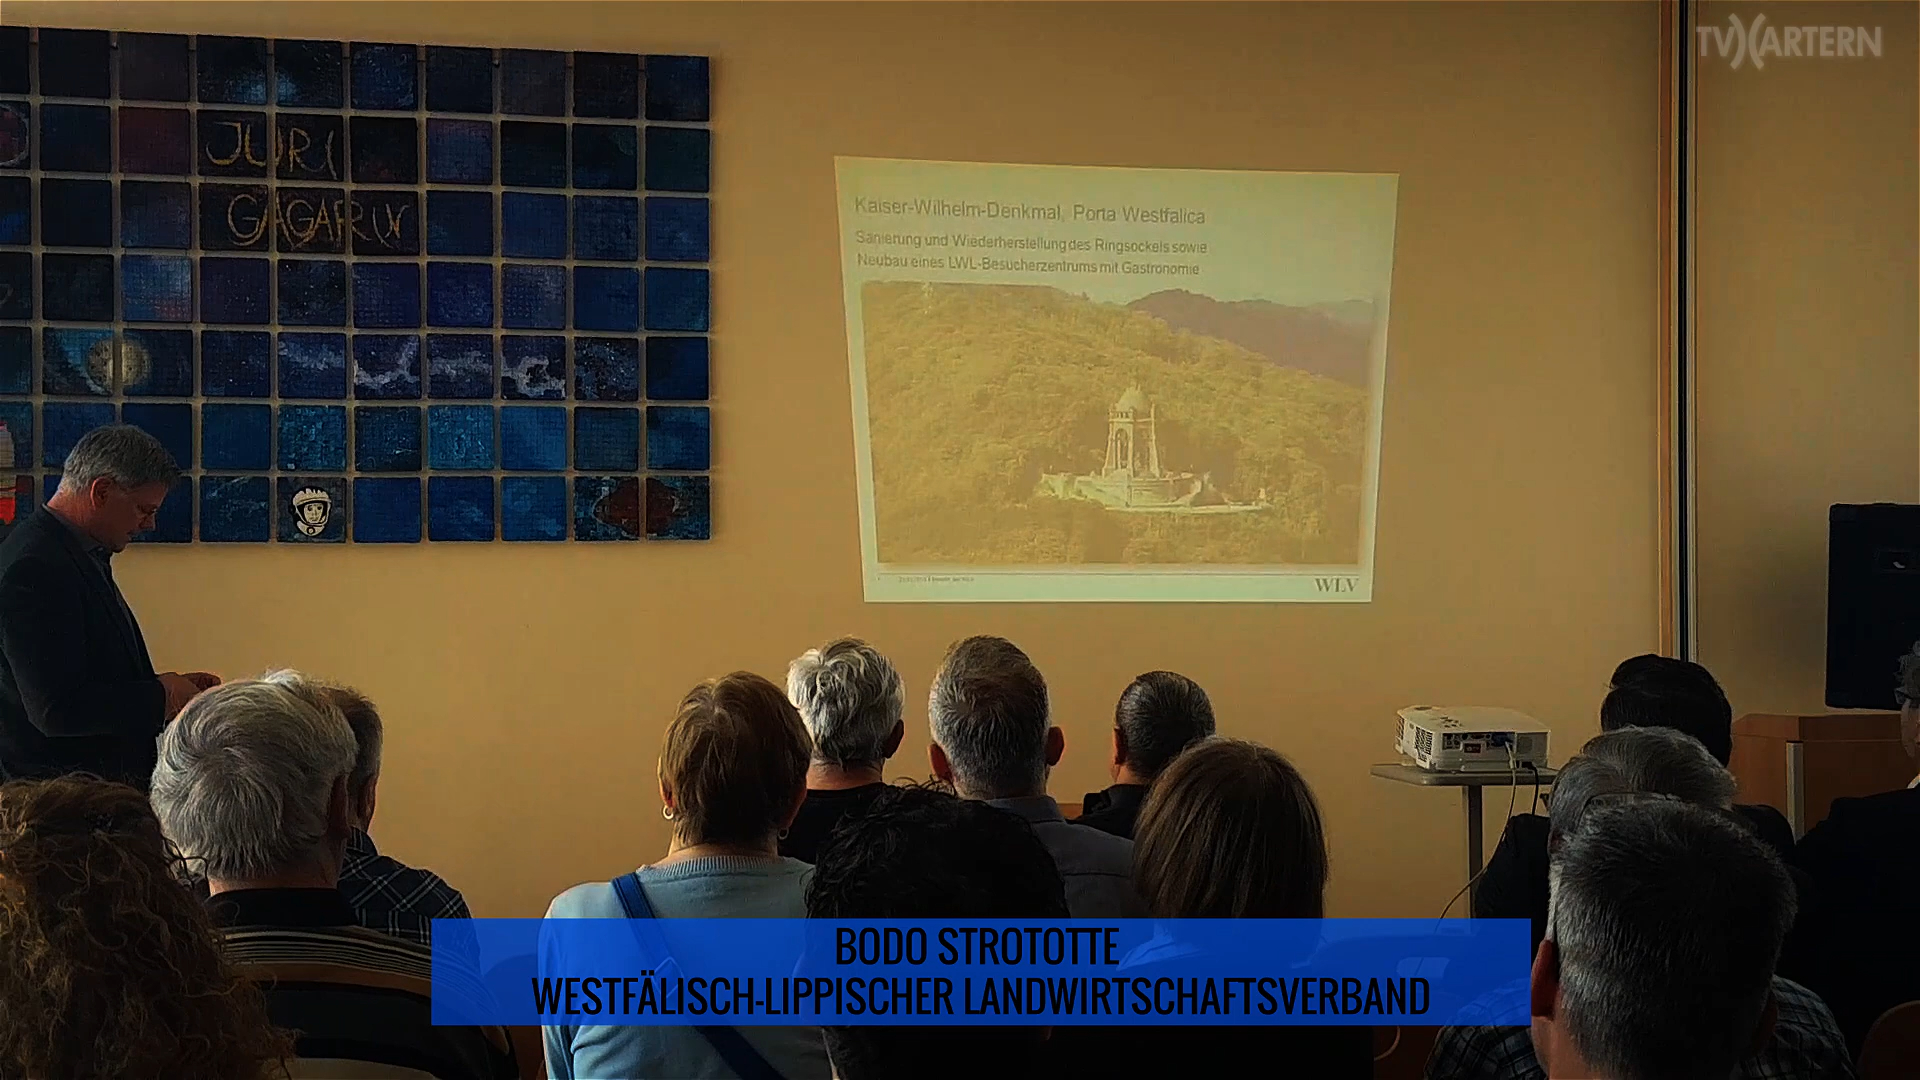 TV ARTERN
JURI
GAGARIN
Kaiser-Wilhelm-Denkmal, Porta Westfalica
Sanierung und Wiederherstellung des Ringsockels sowie
Neubau eines LWL-Besucherzentrums mit Gastronomie
WLV
BODO STROTOTTE
WESTFÄLISCH-LIPPISCHER LANDWIRTSCHAFTSVERBAND